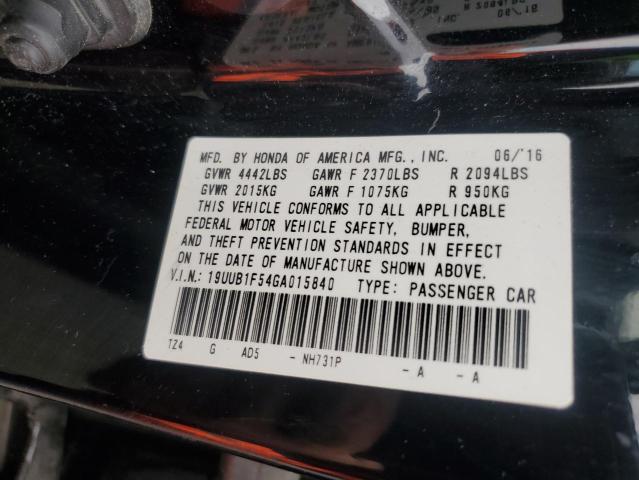 MFD. BY HONDA OF AMERICA MFG., INC. 06/'16
GVWR 4442LBS GAWR F 2370LBS R 2094LBS
GVWR 2015KG GAWR F 1075KG R 950KG
THIS VEHICLE CONFORMS TO ALL APPLICABLE
FEDERAL MOTOR VEHICLE SAFETY, BUMPER,
AND THEFT PREVENTION STANDARDS IN EFFECT
ON THE DATE OF MANUFACTURE SHOWN ABOVE.
V.I.N.: 19UUB1F54GA015840 TYPE: PASSENGER CAR
TZ4 G AD5 - NH731P - A - A